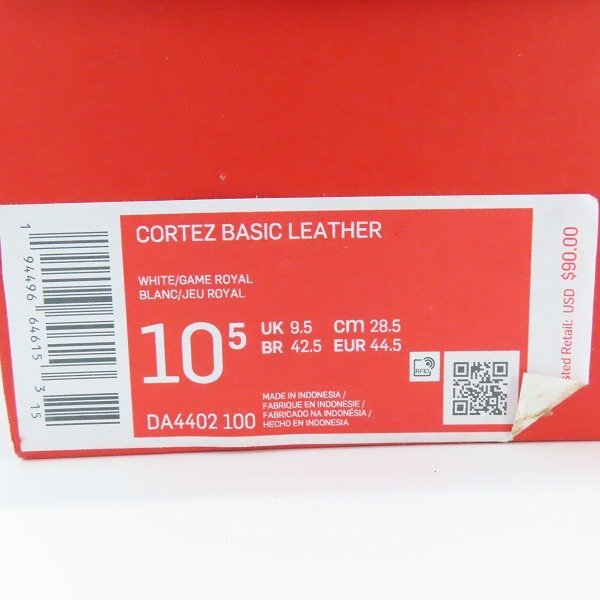 CORTEZ BASIC LEATHER
WHITE/GAME ROYAL
BLANC/JEU ROYAL
10 5
UK 9.5 cm 28.5
BR 42.5 EUR 44.5
RFID
MADE IN INDONESIA /
FABRIQUE EN INDONESIE /
FABRICADO NA INDONÉSIA /
HECHO EN INDONESIA
DA4402 100
1 94496 64615 3 15
Retail: USD $90.00